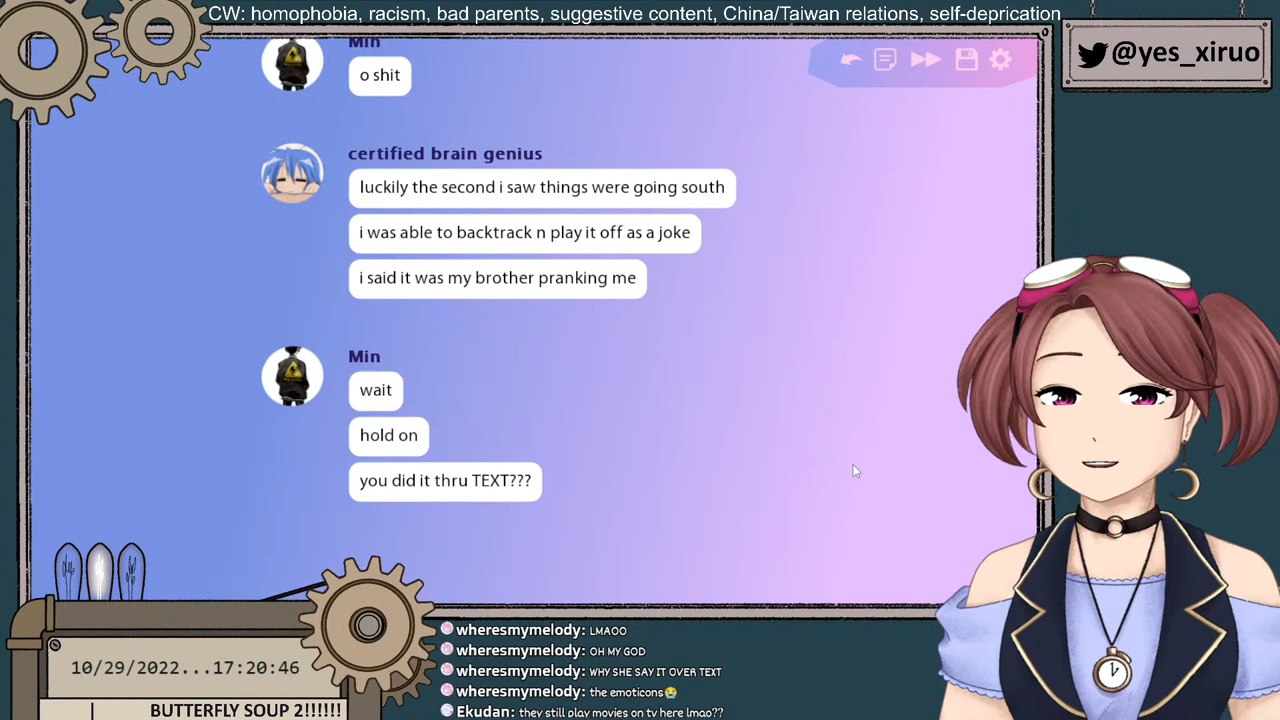 CW: homophobia, racism, bad parents, suggestive content, China/Taiwan relations, self-deprication
@yes_xiruo
Min
o shit
certified brain genius
luckily the second i saw things were going south
i was able to backtrack n play it off as a joke
i said it was my brother pranking me
Min
wait
hold on
you did it thru TEXT???
wheresmymelody: LMAOO
wheresmymelody: OH MY GOD
wheresmymelody: WHY SHE SAY IT OVER TEXT
wheresmymelody: the emoticons😭
Ekudan: they still play movies on tv here lmao??
10/29/2022...17:20:46
BUTTERFLY SOUP 2!!!!!!